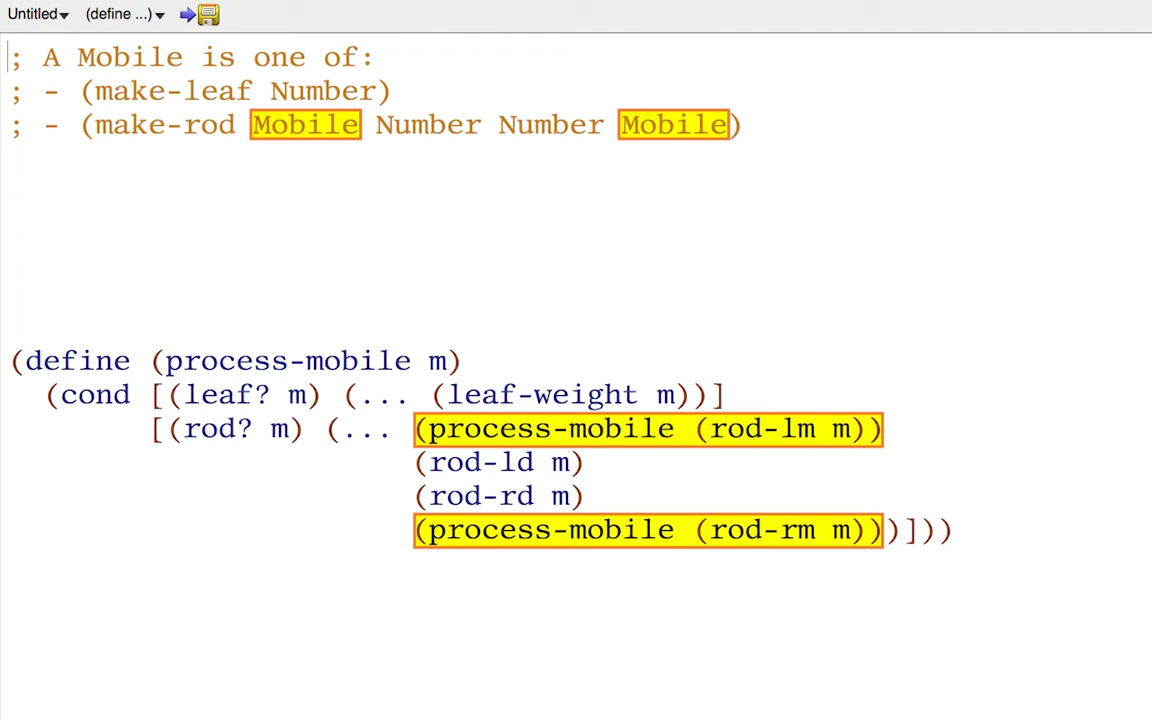 Untitled (define ...)
; A Mobile is one of:
; - (make-leaf Number)
; - (make-rod Mobile Number Number Mobile)
(define (process-mobile m)
(cond [(leaf? m) (... (leaf-weight m))]
[(rod? m) (... (process-mobile (rod-lm m))
(rod-ld m)
(rod-rd m)
(process-mobile (rod-rm m)))]))